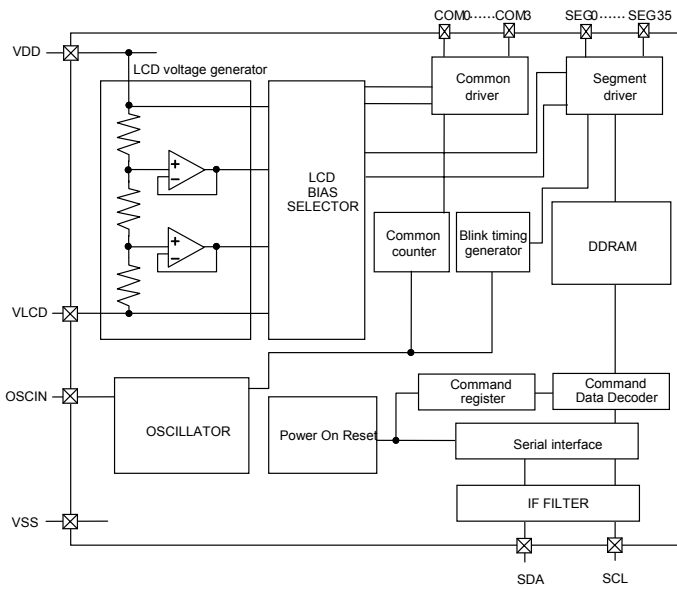 COM0……COM3
SEG0…… SEG35
VDD
LCD voltage generator
Common
driver
Segment
driver
+
−
LCD
BIAS
SELECTOR
+
−
Common
counter
Blink timing
generator
DDRAM
VLCD
OSCIN
OSCILLATOR
Power On Reset
Command
register
Command
Data Decoder
Serial interface
IF FILTER
VSS
SDA
SCL